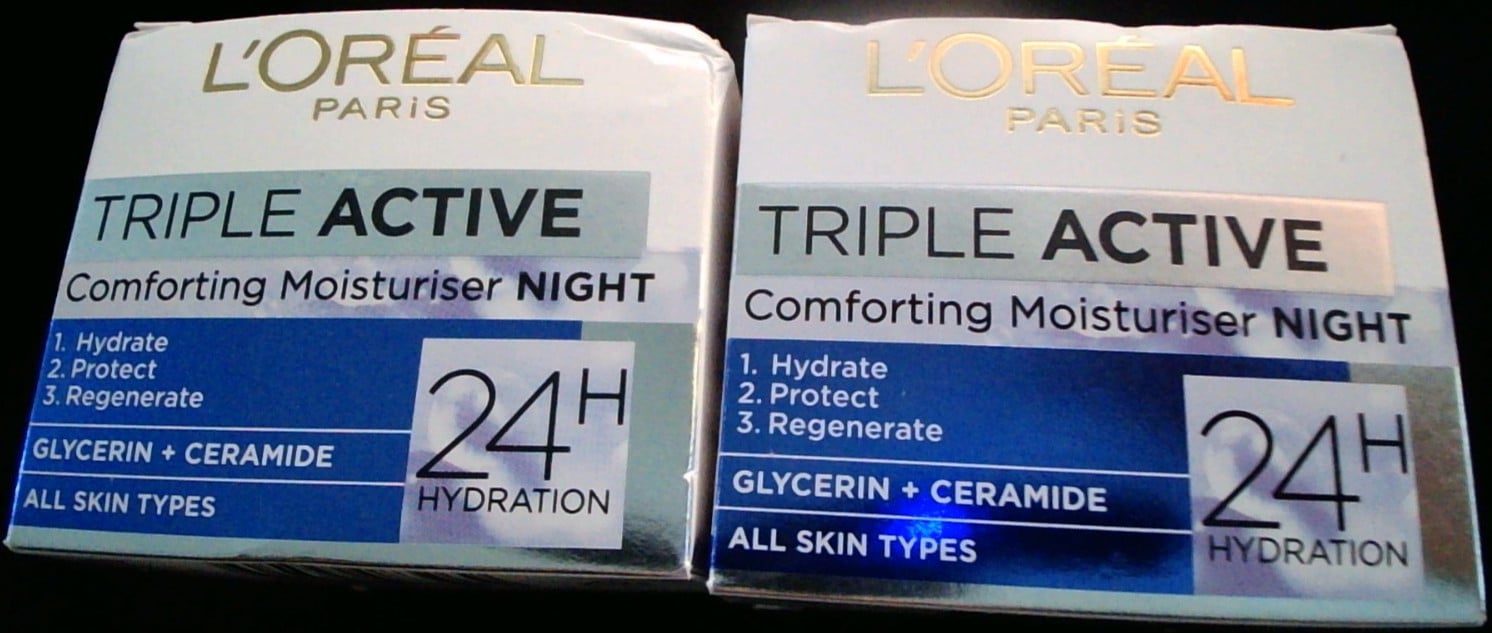 L'ORÉAL
PARiS
TRIPLE ACTIVE
Comforting Moisturiser NIGHT
1. Hydrate
2. Protect
3. Regenerate
GLYCERIN + CERAMIDE
ALL SKIN TYPES
24H
HYDRATION
L'ORÉAL
PARiS
TRIPLE ACTIVE
Comforting Moisturiser NIGHT
1. Hydrate
2. Protect
3. Regenerate
GLYCERIN + CERAMIDE
ALL SKIN TYPES
24H
HYDRATION